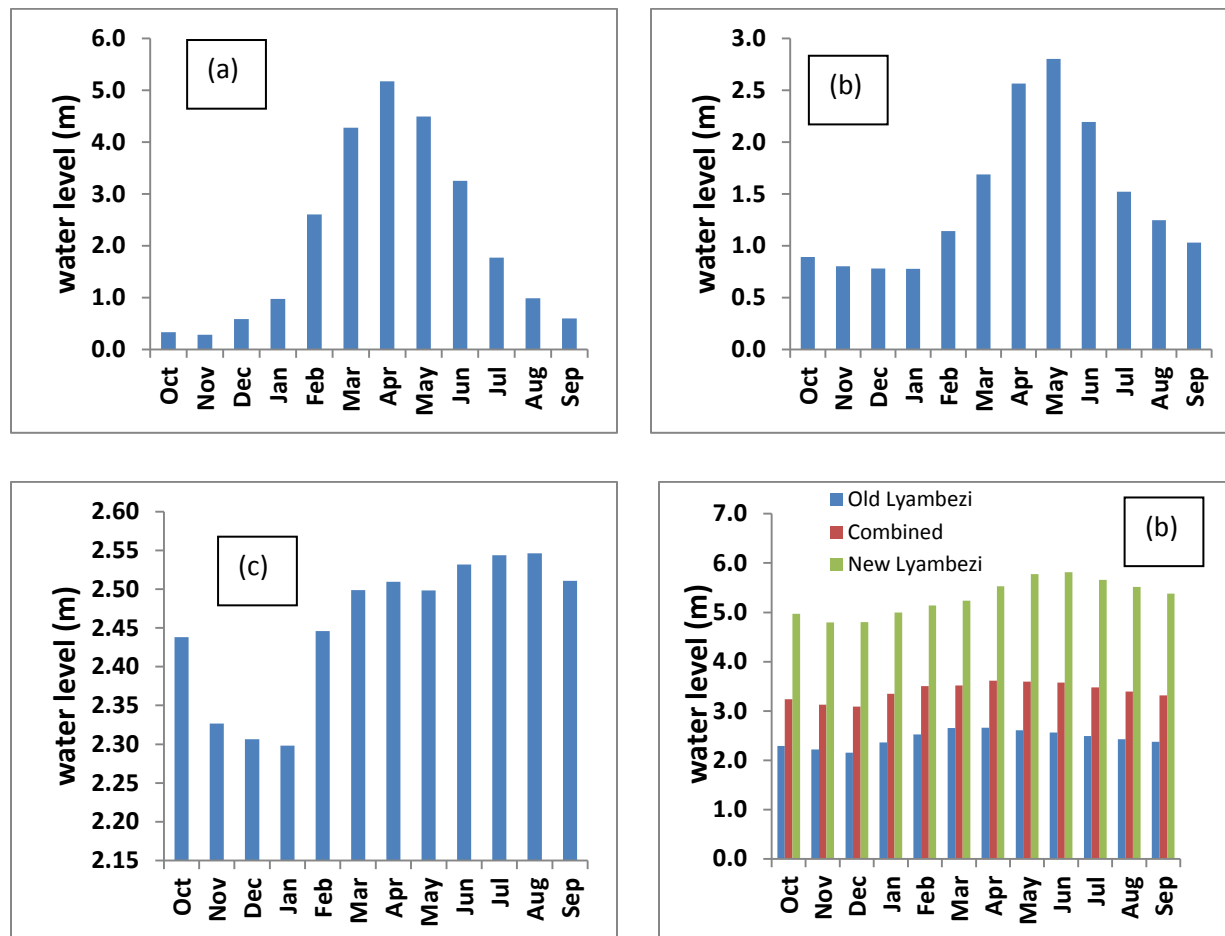 (a)
water level (m)
6.0
5.0
4.0
3.0
2.0
1.0
0.0
Oct Nov Dec Jan Feb Mar Apr May Jun Jul Aug Sep
(b)
water level (m)
3.0
2.5
2.0
1.5
1.0
0.5
0.0
Oct Nov Dec Jan Feb Mar Apr May Jun Jul Aug Sep
(c)
water level (m)
2.60
2.55
2.50
2.45
2.40
2.35
2.30
2.25
2.20
2.15
Oct Nov Dec Jan Feb Mar Apr May Jun Jul Aug Sep
(b)
Old Lyambezi
Combined
New Lyambezi
water level (m)
7.0
6.0
5.0
4.0
3.0
2.0
1.0
0.0
Oct Nov Dec Jan Feb Mar Apr May Jun Jul Aug Sep